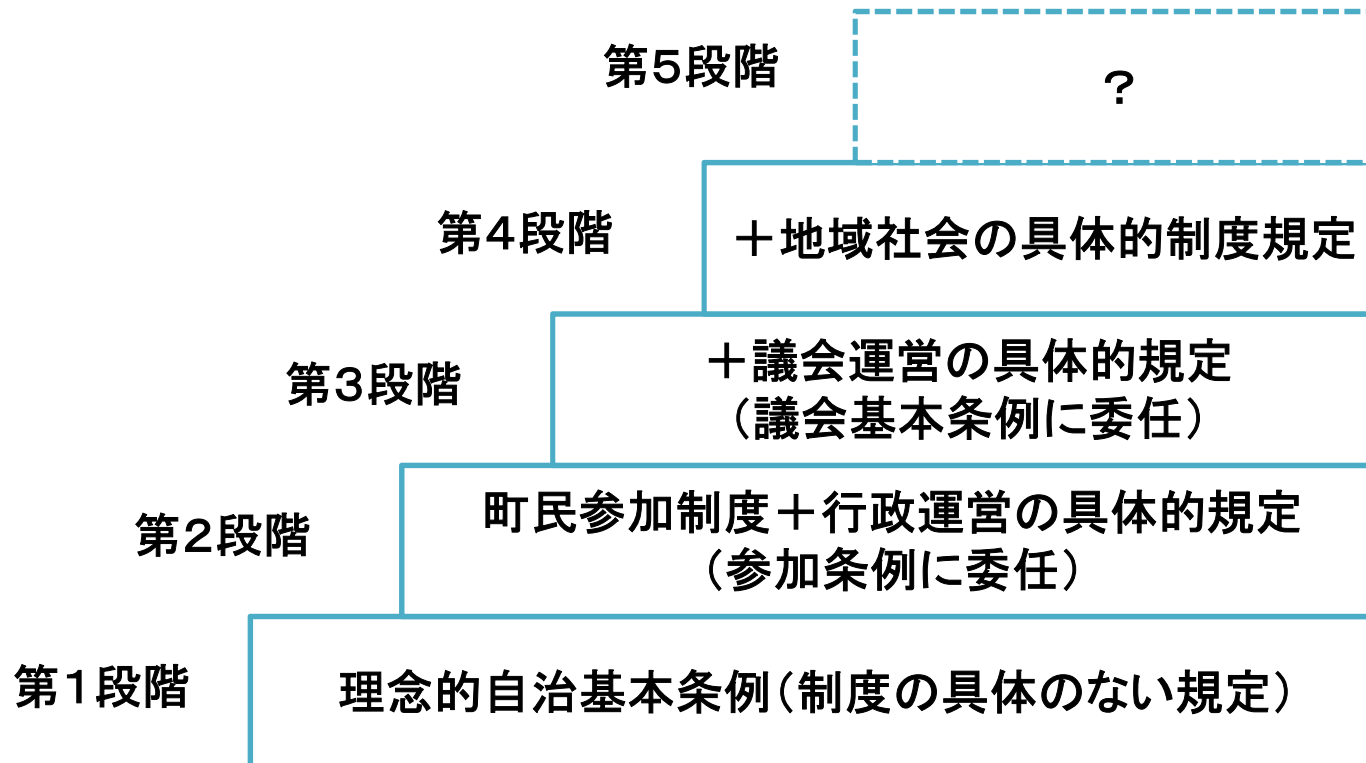 第５段階
？
第４段階
＋地域社会の具体的制度規定
第３段階
＋議会運営の具体的規定
（議会基本条例に委任）
第２段階
町民参加制度＋行政運営の具体的規定
（参加条例に委任）
第１段階
理念的自治基本条例（制度の具体のない規定）